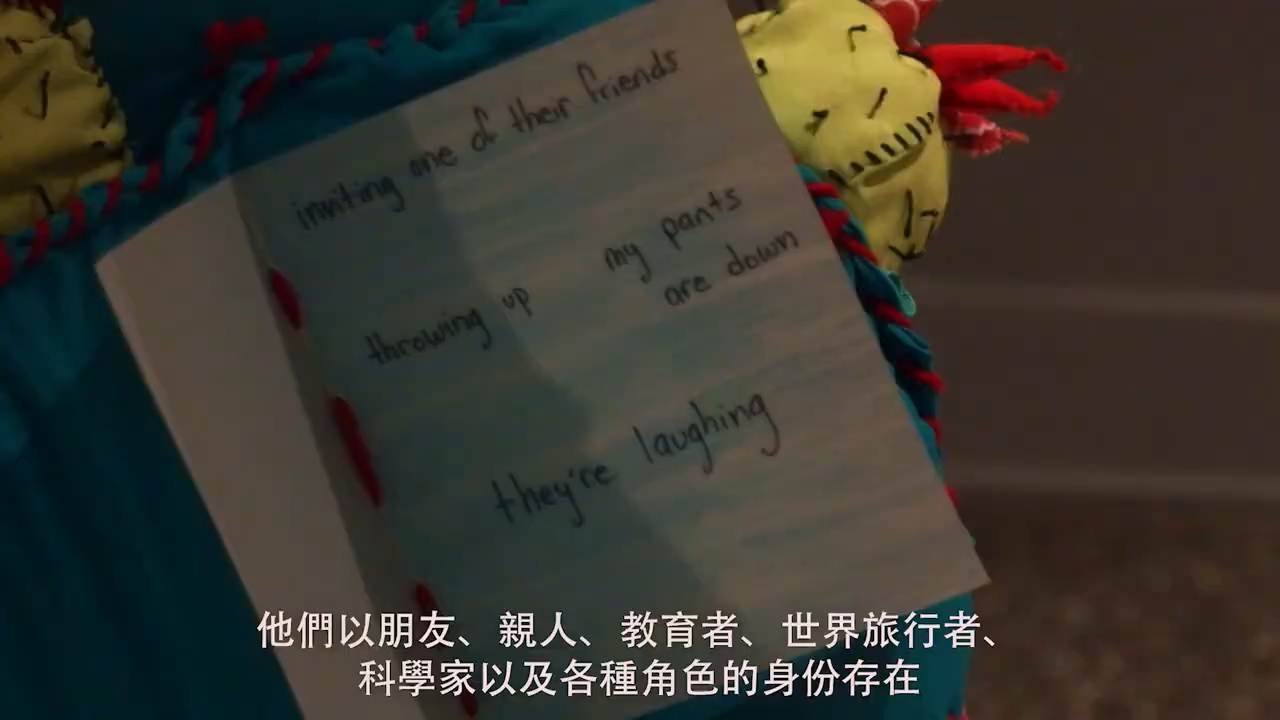 inviting one of their friends
throwing up
my pants
are down
they're laughing
他們以朋友、親人、教育者、世界旅行者、
科學家以及各種角色的身份存在